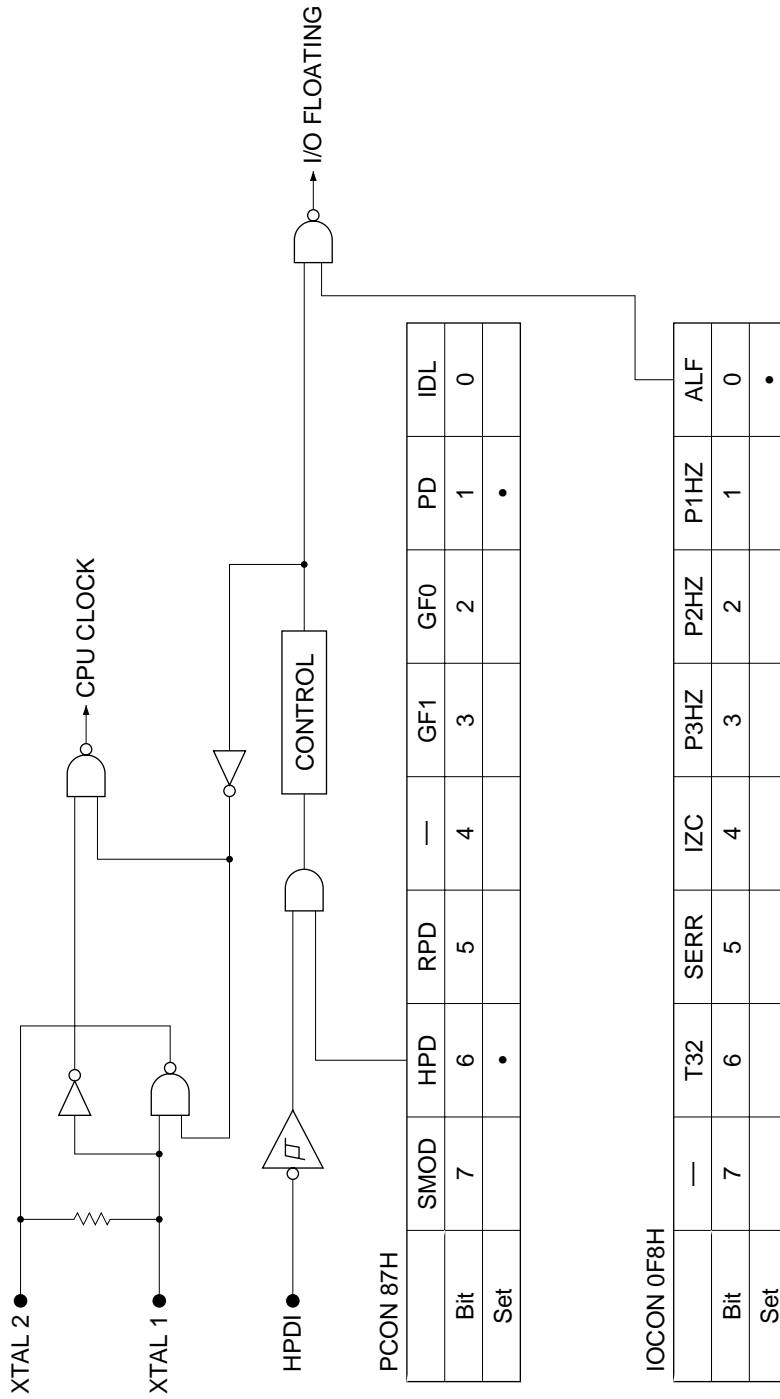 XTAL 2
XTAL 1
HPDI
CPU CLOCK
CONTROL
I/O FLOATING
PCON 87H
SMOD HPD RPD — GF1 GF0 PD IDL
Bit 7 6 5 4 3 2 1 0
Set • •
IOCON 0F8H
— T32 SERR IZC P3HZ P2HZ P1HZ ALF
Bit 7 6 5 4 3 2 1 0
Set •